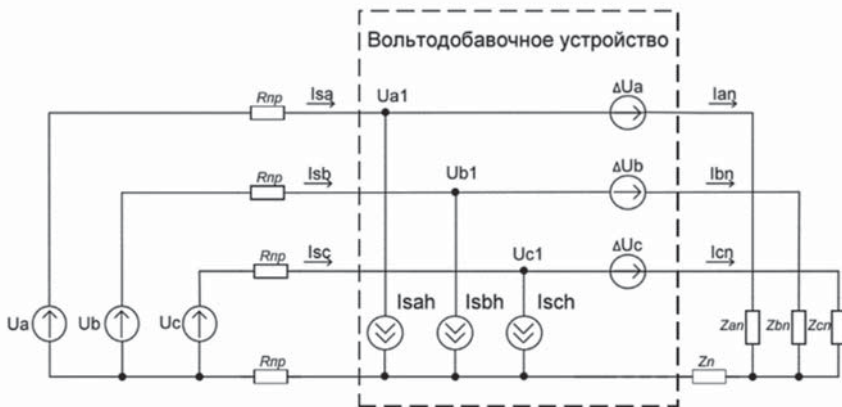 Вольтодобавочное устройство
Rпр Isa Ua1 ΔUa Ian
Rпр Isb Ub1 ΔUb Ibn
Rпр Isc Uc1 ΔUc Icn
Isah Isbh Isch
Ua Ub Uc Zan Zbn Zcn
Rпр Zn